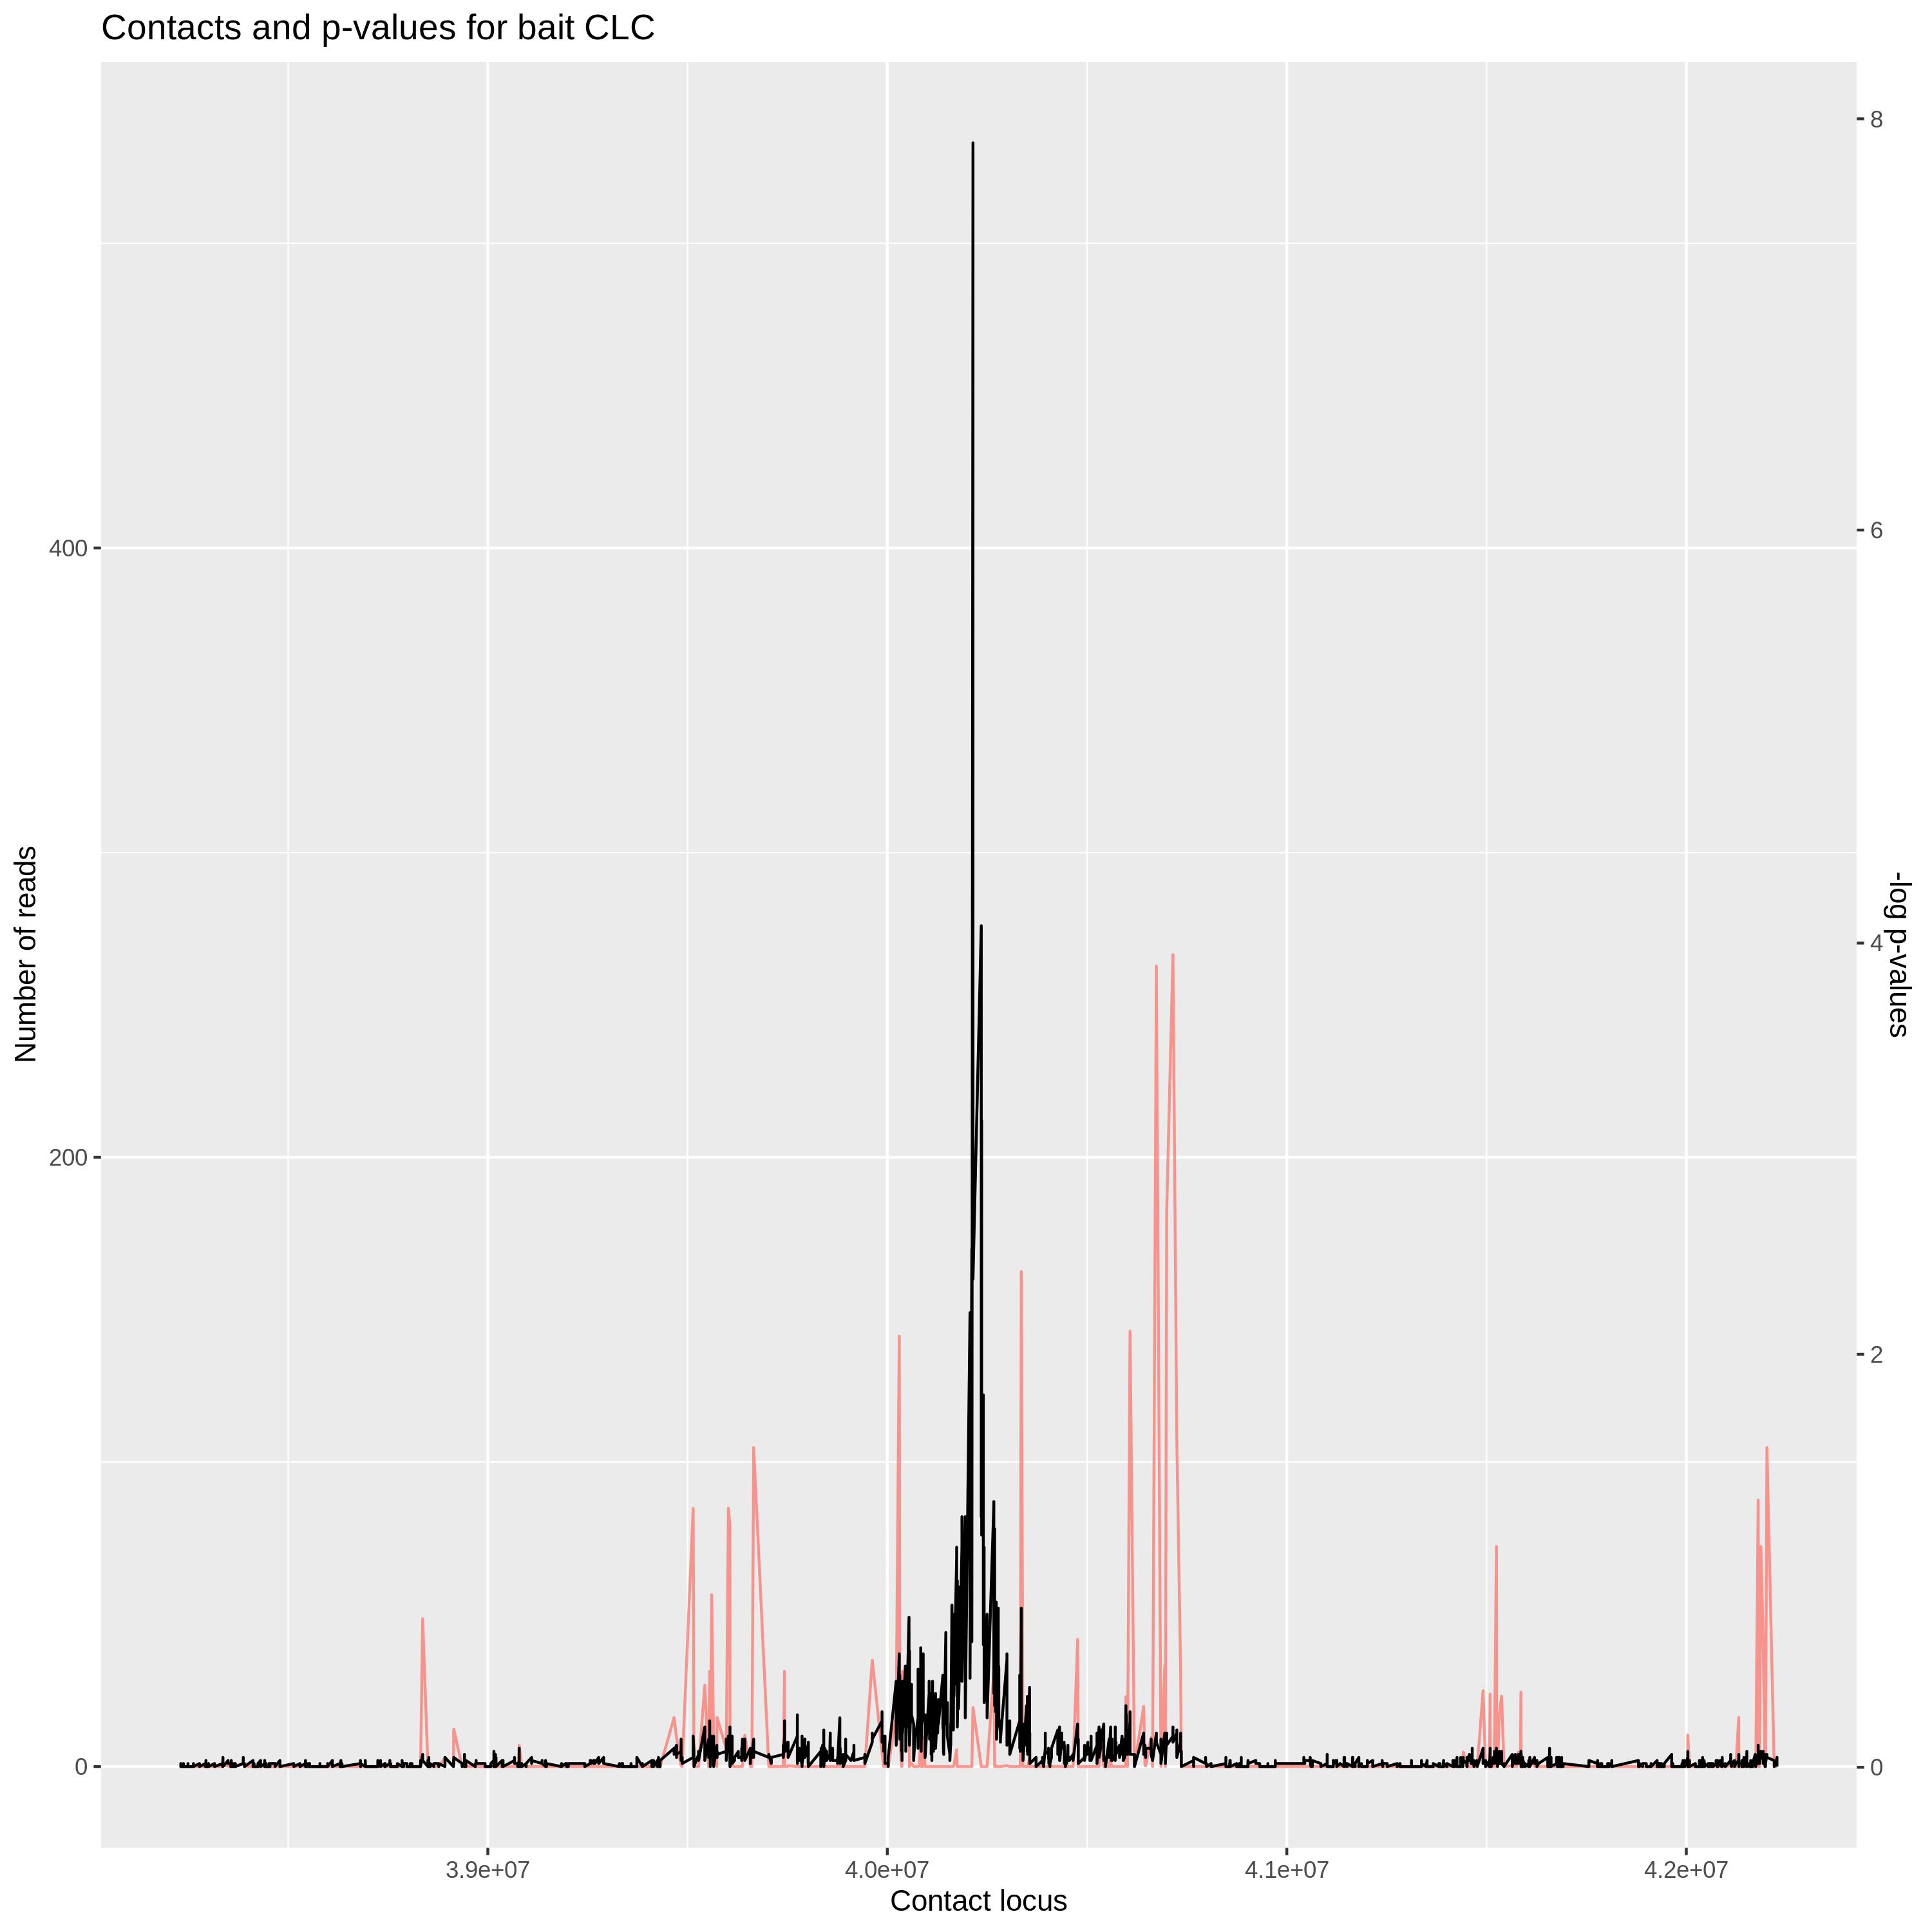 Contacts and p-values for bait CLC
8
6
400
4
200
2
0
0
Number of reads
-log p-values
3.9e+07 4.0e+07 4.1e+07 4.2e+07
Contact locus